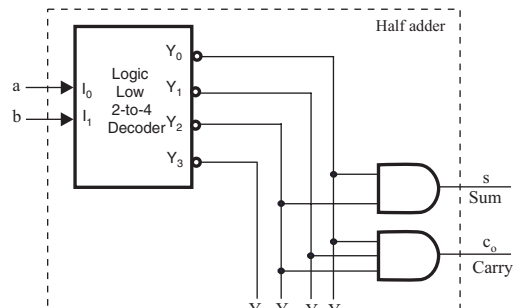 Half adder
a
b
I0
I1
Logic
Low
2-to-4
Decoder
Y0
Y1
Y2
Y3
s
Sum
co
Carry
Y Y Y Y